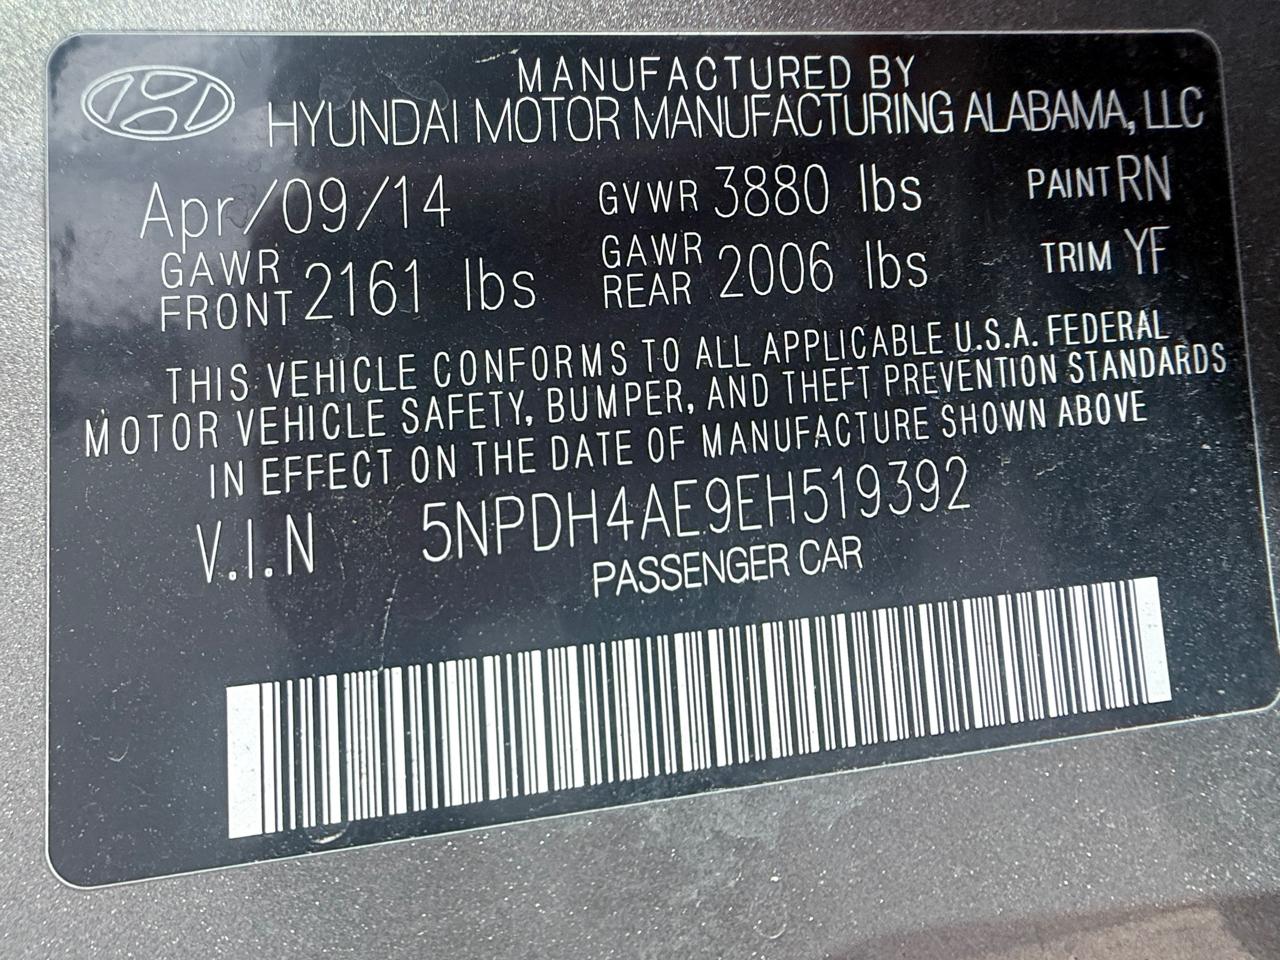 MANUFACTURED BY
HYUNDAI MOTOR MANUFACTURING ALABAMA, LLC
Apr/09/14 GVWR 3880 lbs PAINT RN
GAWR FRONT 2161 lbs GAWR REAR 2006 lbs TRIM YF
THIS VEHICLE CONFORMS TO ALL APPLICABLE U.S.A. FEDERAL
MOTOR VEHICLE SAFETY, BUMPER, AND THEFT PREVENTION STANDARDS
IN EFFECT ON THE DATE OF MANUFACTURE SHOWN ABOVE
V.I.N 5NPDH4AE9EH519392
PASSENGER CAR